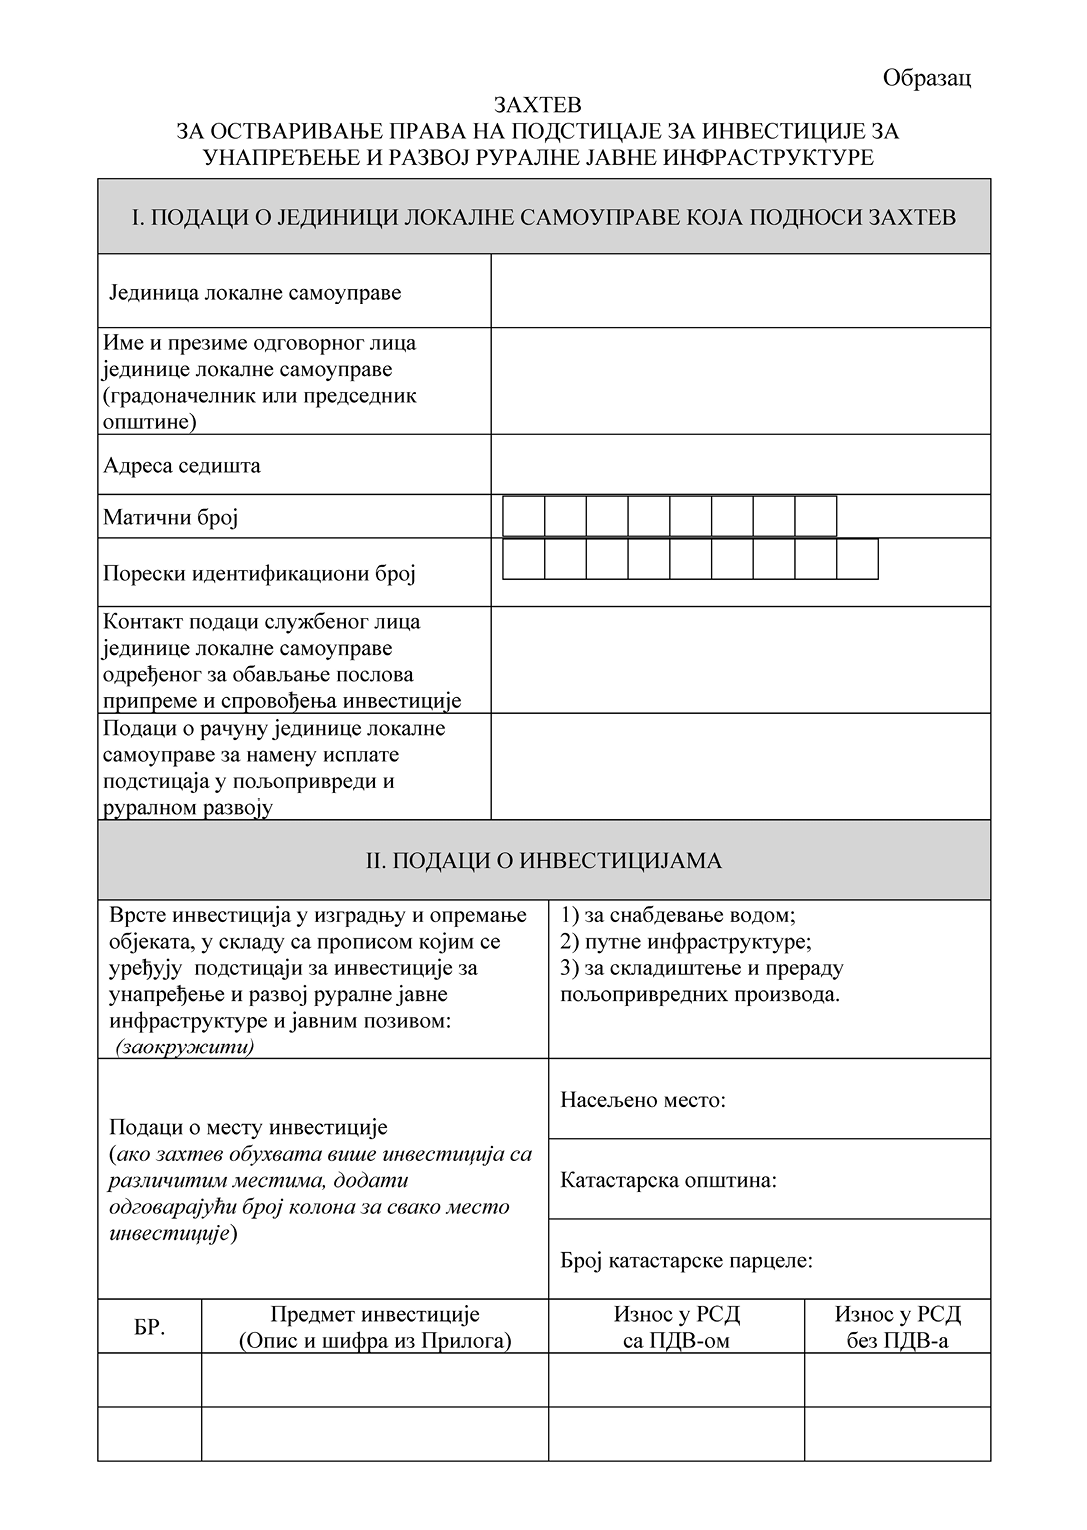 Образац
ЗАХТЕВ
ЗА ОСТВАРИВАЊЕ ПРАВА НА ПОДСТИЦАЈЕ ЗА ИНВЕСТИЦИЈЕ ЗА
УНАПРЕЂЕЊЕ И РАЗВОЈ РУРАЛНЕ ЈАВНЕ ИНФРАСТРУКТУРЕ
I. ПОДАЦИ О ЈЕДИНИЦИ ЛОКАЛНЕ САМОУПРАВЕ КОЈА ПОДНОСИ ЗАХТЕВ
Јединица локалне самоуправе
Име и презиме одговорног лица
јединице локалне самоуправе
(градоначелник или председник
општине)
Адреса седишта
Матични број
Порески идентификациони број
Контакт подаци службеног лица
јединице локалне самоуправе
одређеног за обављање послова
припреме и спровођења инвестиције
Подаци о рачуну јединице локалне
самоуправе за намену исплате
подстицаја у пољопривреди и
руралном развоју
II. ПОДАЦИ О ИНВЕСТИЦИЈАМА
Врсте инвестиција у изградњу и опремање
објеката, у складу са прописом којим се
уређују подстицаји за инвестиције за
унапређење и развој руралне јавне
инфраструктуре и јавним позивом:
(заокружити)
1) за снабдевање водом;
2) путне инфраструктуре;
3) за складиштење и прераду
пољопривредних производа.
Подаци о месту инвестиције
(ако захтев обухвата више инвестиција са
различитим местима, додати
одговарајући број колона за свако место
инвестиције)
Насељено место:
Катастарска општина:
Број катастарске парцеле:
БР.
Предмет инвестиције
(Опис и шифра из Прилога)
Износ у РСД
са ПДВ-ом
Износ у РСД
без ПДВ-а